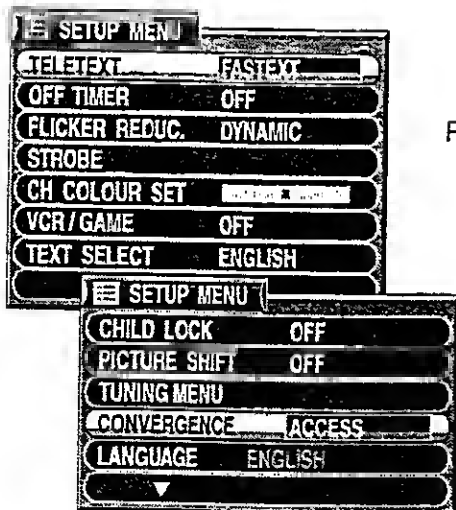 SETUP MENU
TELETEXT FASTEXT
OFF TIMER OFF
FLICKER REDUC. DYNAMIC
STROBE
CH COLOUR SET
VCR / GAME OFF
TEXT SELECT ENGLISH
SETUP MENU
CHILD LOCK OFF
PICTURE SHIFT OFF
TUNING MENU
CONVERGENCE ACCESS
LANGUAGE ENGLISH